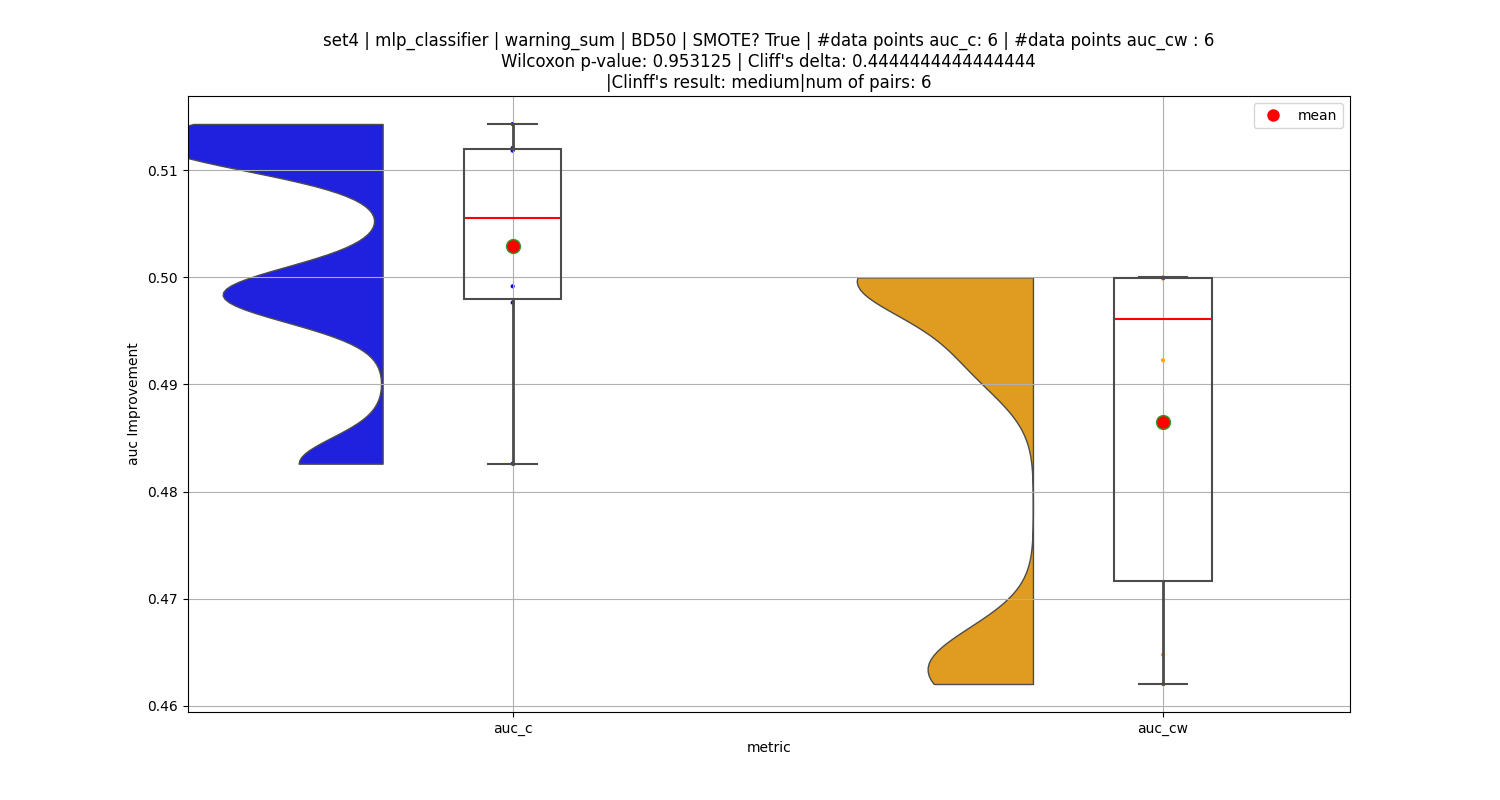 set4 | mlp_classifier | warning_sum | BD50 | SMOTE? True | #data points auc_c: 6 | #data points auc_cw : 6
Wilcoxon p-value: 0.953125 | Cliff's delta: 0.4444444444444444
|Clinff's result: medium|num of pairs: 6
mean
0.51
0.50
0.49
0.48
0.47
0.46
auc Improvement
auc_c
auc_cw
metric